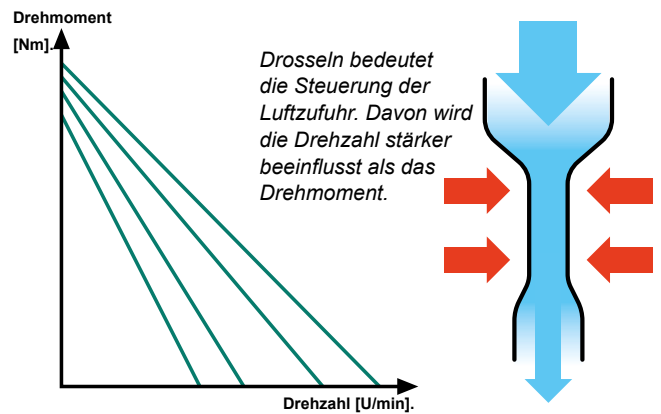 Drehmoment
[Nm].
Drosseln bedeutet
die Steuerung der
Luftzufuhr. Davon wird
die Drehzahl stärker
beeinflusst als das
Drehmoment.
Drehzahl [U/min].